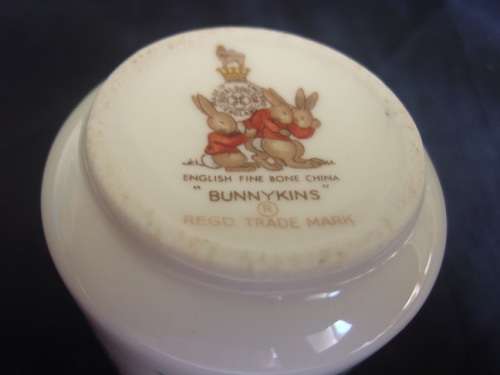 ENGLISH FINE BONE CHINA
"BUNNYKINS"
®
REGD TRADE MARK